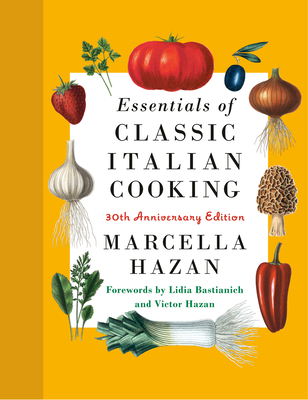 Essentials of
CLASSIC
ITALIAN
COOKING
30th Anniversary Edition
MARCELLA
HAZAN
Forewords by Lidia Bastianich
and Victor Hazan